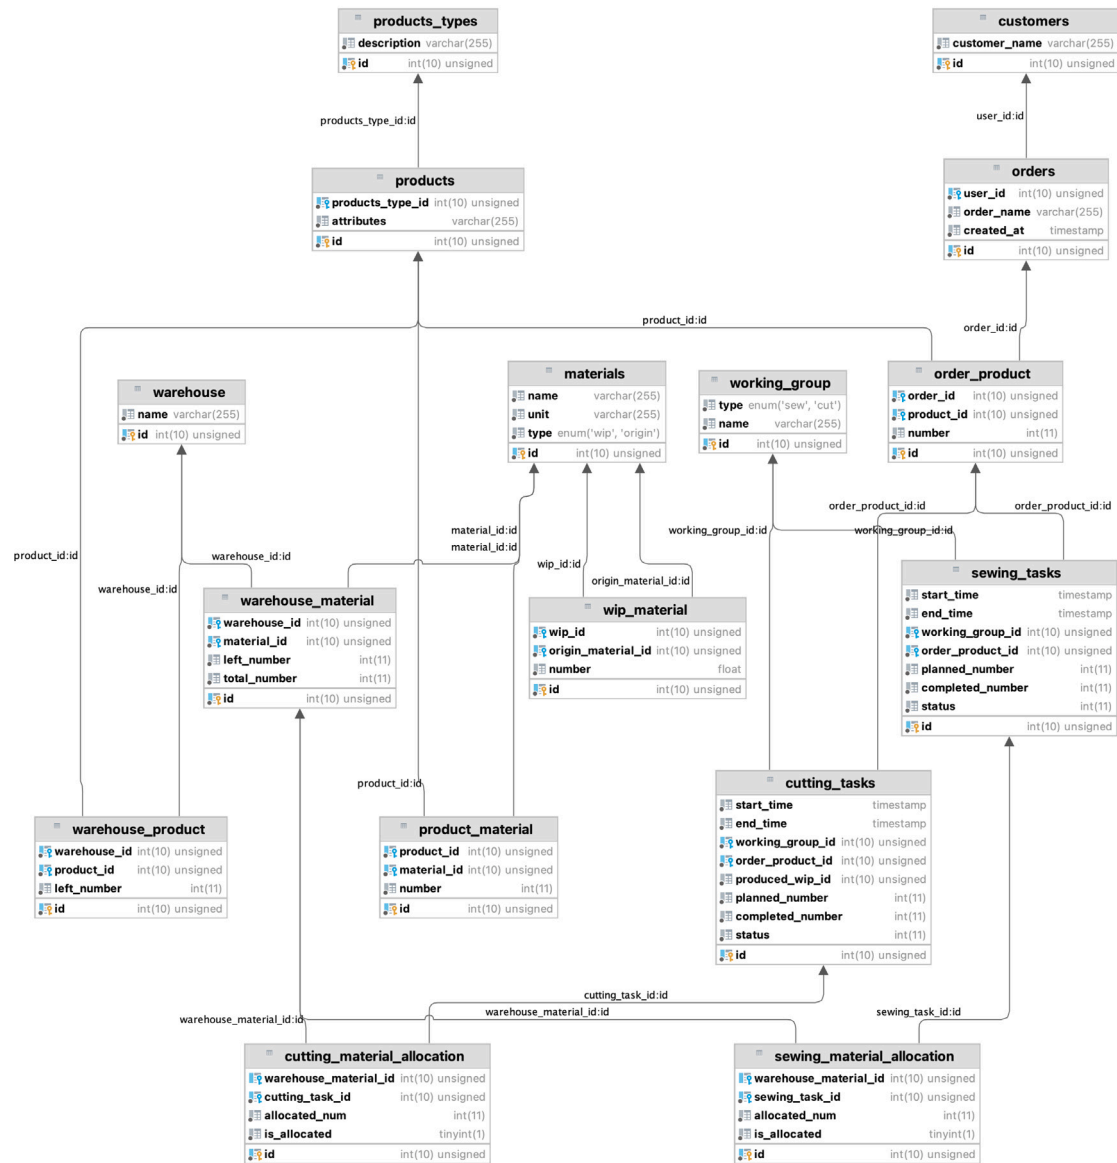 products_types
description varchar(255)
id int(10) unsigned
customers
customer_name varchar(255)
id int(10) unsigned
products_type_id:id
user_id:id
products
products_type_id int(10) unsigned
attributes varchar(255)
id int(10) unsigned
orders
user_id int(10) unsigned
order_name varchar(255)
created_at timestamp
id int(10) unsigned
product_id:id
order_id:id
warehouse
name varchar(255)
id int(10) unsigned
materials
name varchar(255)
unit varchar(255)
type enum('wip', 'origin')
id int(10) unsigned
working_group
type enum('sew', 'cut')
name varchar(255)
id int(10) unsigned
order_product
order_id int(10) unsigned
product_id int(10) unsigned
number int(11)
id int(10) unsigned
order_product_id:id
order_product_id:id
material_id:id
working_group_id:id
working_group_id:id
material_id:id
product_id:id
warehouse_id:id
wip_id:id
origin_material_id:id
warehouse_id:id
warehouse_material
warehouse_id int(10) unsigned
material_id int(10) unsigned
left_number int(11)
total_number int(11)
id int(10) unsigned
wip_material
wip_id int(10) unsigned
origin_material_id int(10) unsigned
number float
id int(10) unsigned
sewing_tasks
start_time timestamp
end_time timestamp
working_group_id int(10) unsigned
order_product_id int(10) unsigned
planned_number int(11)
completed_number int(11)
status int(11)
id int(10) unsigned
product_id:id
warehouse_product
warehouse_id int(10) unsigned
product_id int(10) unsigned
left_number int(11)
id int(10) unsigned
product_material
product_id int(10) unsigned
material_id int(10) unsigned
number int(11)
id int(10) unsigned
cutting_tasks
start_time timestamp
end_time timestamp
working_group_id int(10) unsigned
order_product_id int(10) unsigned
produced_wip_id int(10) unsigned
planned_number int(11)
completed_number int(11)
status int(11)
id int(10) unsigned
cutting_task_id:id
warehouse_material_id:id
warehouse_material_id:id
sewing_task_id:id
cutting_material_allocation
warehouse_material_id int(10) unsigned
cutting_task_id int(10) unsigned
allocated_num int(11)
is_allocated tinyint(1)
id int(10) unsigned
sewing_material_allocation
warehouse_material_id int(10) unsigned
sewing_task_id int(10) unsigned
allocated_num int(11)
is_allocated tinyint(1)
id int(10) unsigned